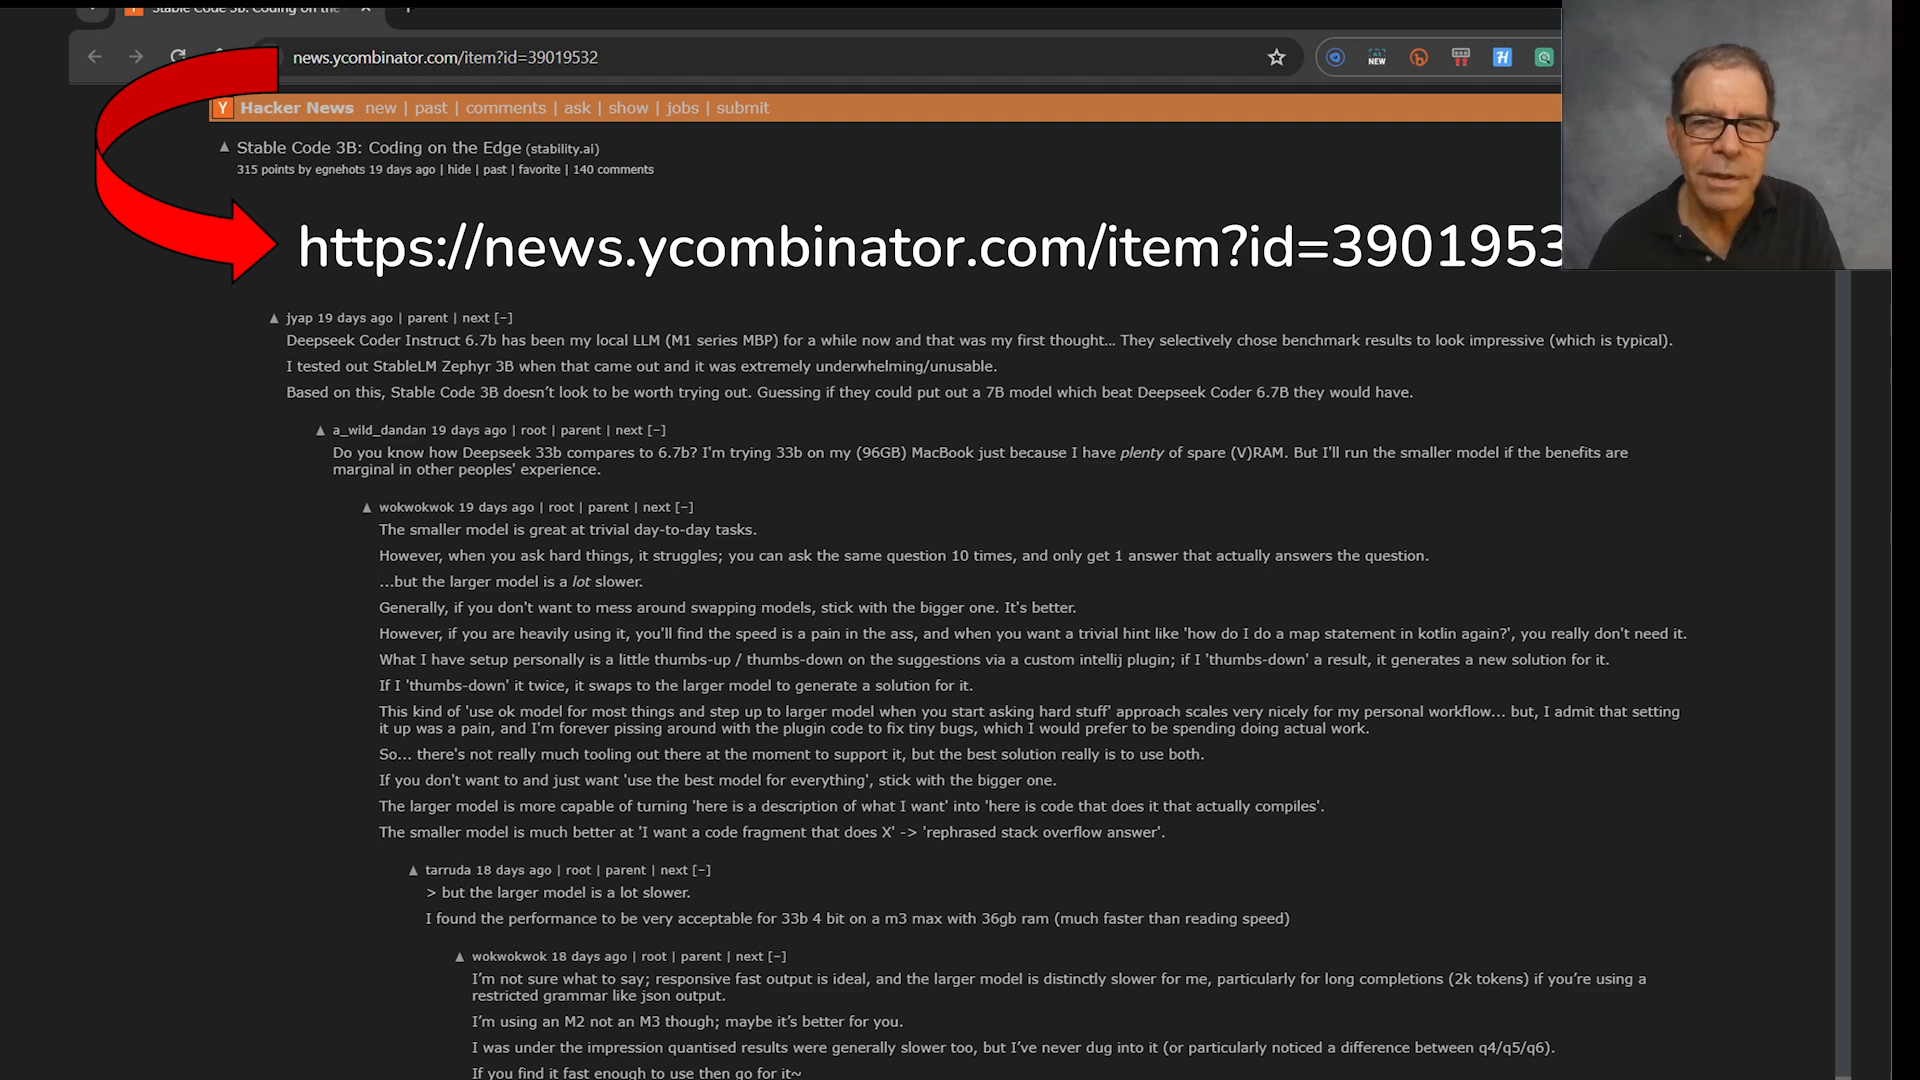 Stable Code 3B: Coding on the
news.ycombinator.com/item?id=39019532
NEW
Y Hacker News new | past | comments | ask | show | jobs | submit
Stable Code 3B: Coding on the Edge (stability.ai)
315 points by egnehots 19 days ago | hide | past | favorite | 140 comments
https://news.ycombinator.com/item?id=3901953
jyap 19 days ago | parent | next [–]
Deepseek Coder Instruct 6.7b has been my local LLM (M1 series MBP) for a while now and that was my first thought... They selectively chose benchmark results to look impressive (which is typical).
I tested out StableLM Zephyr 3B when that came out and it was extremely underwhelming/unusable.
Based on this, Stable Code 3B doesn’t look to be worth trying out. Guessing if they could put out a 7B model which beat Deepseek Coder 6.7B they would have.
a_wild_dandan 19 days ago | root | parent | next [–]
Do you know how Deepseek 33b compares to 6.7b? I'm trying 33b on my (96GB) MacBook just because I have plenty of spare (V)RAM. But I'll run the smaller model if the benefits are
marginal in other peoples' experience.
wokwokwok 19 days ago | root | parent | next [–]
The smaller model is great at trivial day-to-day tasks.
However, when you ask hard things, it struggles; you can ask the same question 10 times, and only get 1 answer that actually answers the question.
...but the larger model is a lot slower.
Generally, if you don't want to mess around swapping models, stick with the bigger one. It's better.
However, if you are heavily using it, you'll find the speed is a pain in the ass, and when you want a trivial hint like 'how do I do a map statement in kotlin again?', you really don't need it.
What I have setup personally is a little thumbs-up / thumbs-down on the suggestions via a custom intellij plugin; if I 'thumbs-down' a result, it generates a new solution for it.
If I 'thumbs-down' it twice, it swaps to the larger model to generate a solution for it.
This kind of 'use ok model for most things and step up to larger model when you start asking hard stuff' approach scales very nicely for my personal workflow... but, I admit that setting
it up was a pain, and I'm forever pissing around with the plugin code to fix tiny bugs, which I would prefer to be spending doing actual work.
So... there's not really much tooling out there at the moment to support it, but the best solution really is to use both.
If you don't want to and just want 'use the best model for everything', stick with the bigger one.
The larger model is more capable of turning 'here is a description of what I want' into 'here is code that does it that actually compiles'.
The smaller model is much better at 'I want a code fragment that does X' -> 'rephrased stack overflow answer'.
tarruda 18 days ago | root | parent | next [–]
> but the larger model is a lot slower.
I found the performance to be very acceptable for 33b 4 bit on a m3 max with 36gb ram (much faster than reading speed)
wokwokwok 18 days ago | root | parent | next [–]
I’m not sure what to say; responsive fast output is ideal, and the larger model is distinctly slower for me, particularly for long completions (2k tokens) if you’re using a
restricted grammar like json output.
I’m using an M2 not an M3 though; maybe it’s better for you.
I was under the impression quantised results were generally slower too, but I’ve never dug into it (or particularly noticed a difference between q4/q5/q6).
If you find it fast enough to use then go for it~